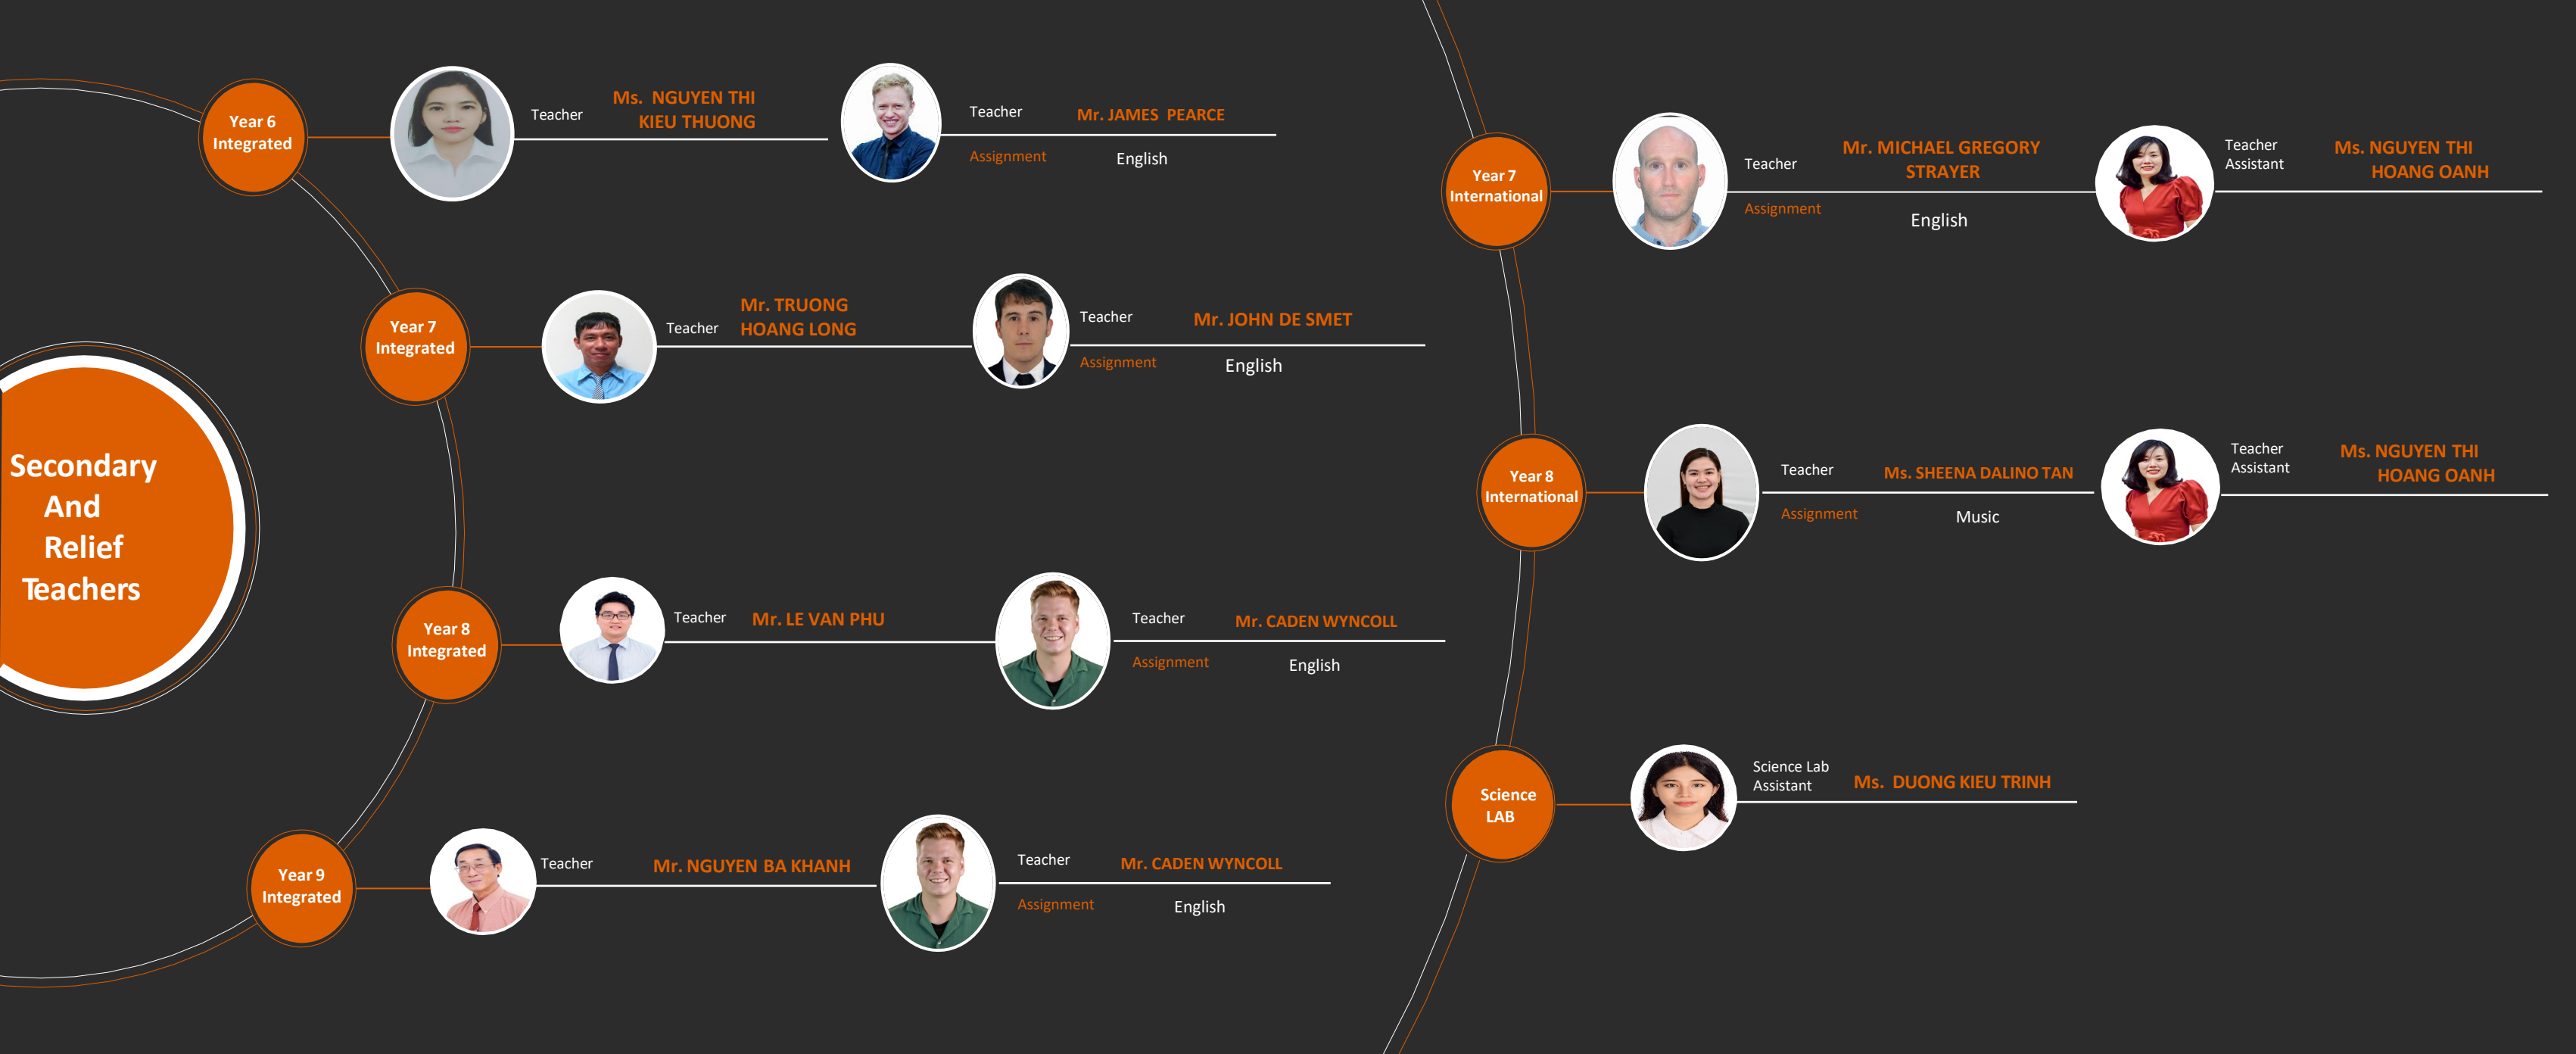 Secondary
And
Relief
Teachers
Year 6
Integrated
Teacher
Ms. NGUYEN THI
KIEU THUONG
Teacher
Mr. JAMES PEARCE
Assignment
English
Year 7
Integrated
Teacher
Mr. TRUONG
HOANG LONG
Teacher
Mr. JOHN DE SMET
Assignment
English
Year 8
Integrated
Teacher
Mr. LE VAN PHU
Teacher
Mr. CADEN WYNCOLL
Assignment
English
Year 9
Integrated
Teacher
Mr. NGUYEN BA KHANH
Teacher
Mr. CADEN WYNCOLL
Assignment
English
Year 7
International
Teacher
Mr. MICHAEL GREGORY
STRAYER
Assignment
English
Teacher
Assistant
Ms. NGUYEN THI
HOANG OANH
Year 8
International
Teacher
Ms. SHEENA DALINO TAN
Assignment
Music
Teacher
Assistant
Ms. NGUYEN THI
HOANG OANH
Science
LAB
Science Lab
Assistant
Ms. DUONG KIEU TRINH